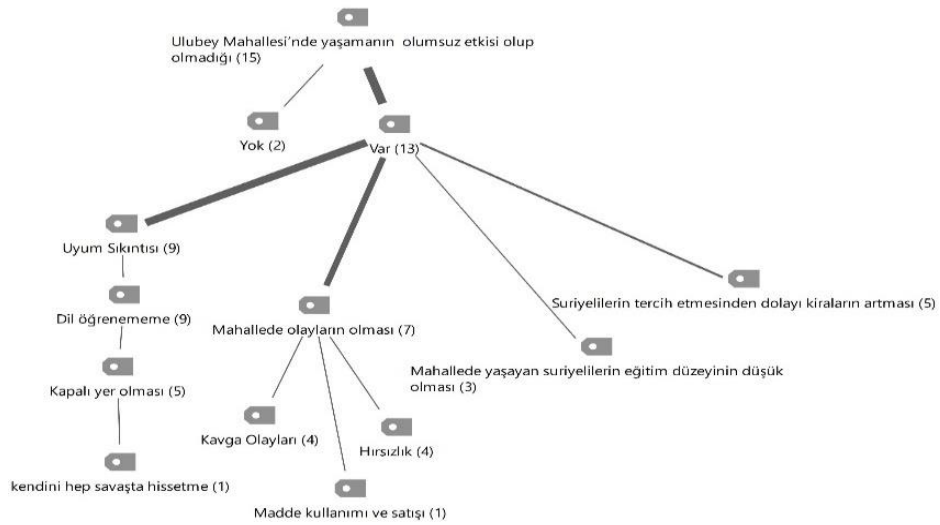 Ulubey Mahallesi'nde yaşamanın olumsuz etkisi olup
olmadığı (15)
Yok (2)
Var (13)
Uyum Sıkıntısı (9)
Dil öğrenememe (9)
Kapalı yer olması (5)
kendini hep savaşta hissetme (1)
Mahallede olayların olması (7)
Kavga Olayları (4)
Madde kullanımı ve satışı (1)
Hırsızlık (4)
Mahallede yaşayan suriyelilerin eğitim düzeyinin düşük
olması (3)
Suriyelilerin tercih etmesinden dolayı kiraların artması (5)